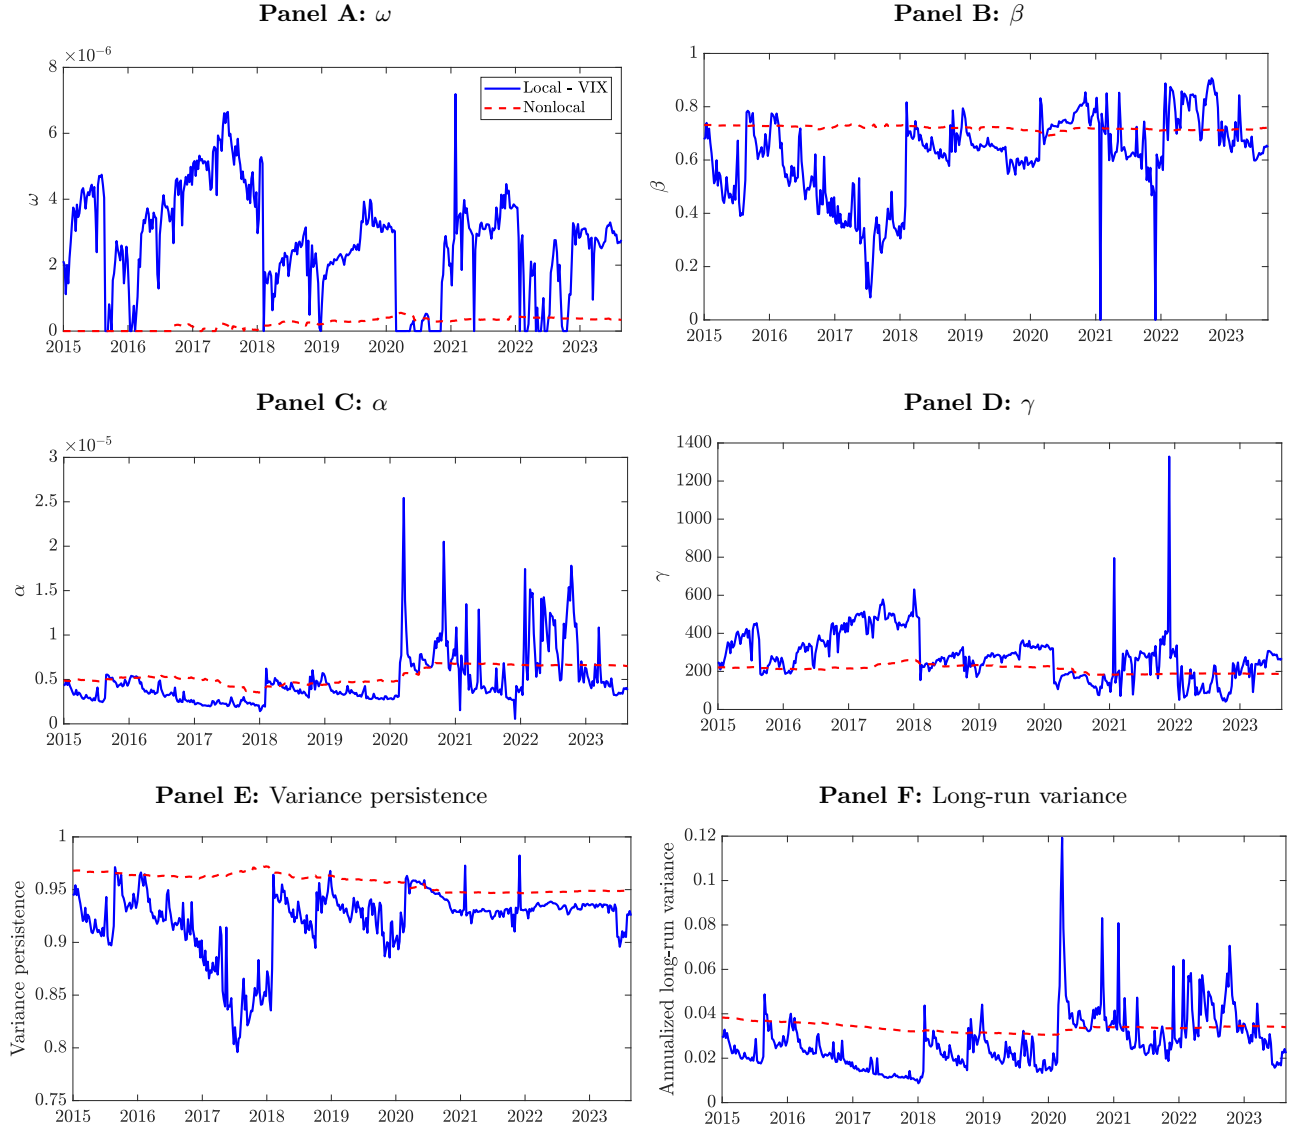 Panel A: ω
×10⁻⁶
8
6
4
2
0
ω
2015 2016 2017 2018 2019 2020 2021 2022 2023
Local - VIX
Nonlocal
Panel B: β
1
0.8
0.6
0.4
0.2
0
β
2015 2016 2017 2018 2019 2020 2021 2022 2023
Panel C: α
×10⁻⁵
3
2.5
2
1.5
1
0.5
0
α
2015 2016 2017 2018 2019 2020 2021 2022 2023
Panel D: γ
1400
1200
1000
800
600
400
200
0
γ
2015 2016 2017 2018 2019 2020 2021 2022 2023
Panel E: Variance persistence
1
0.95
0.9
0.85
0.8
0.75
Variance persistence
2015 2016 2017 2018 2019 2020 2021 2022 2023
Panel F: Long-run variance
0.12
0.1
0.08
0.06
0.04
0.02
0
Annualized long-run variance
2015 2016 2017 2018 2019 2020 2021 2022 2023